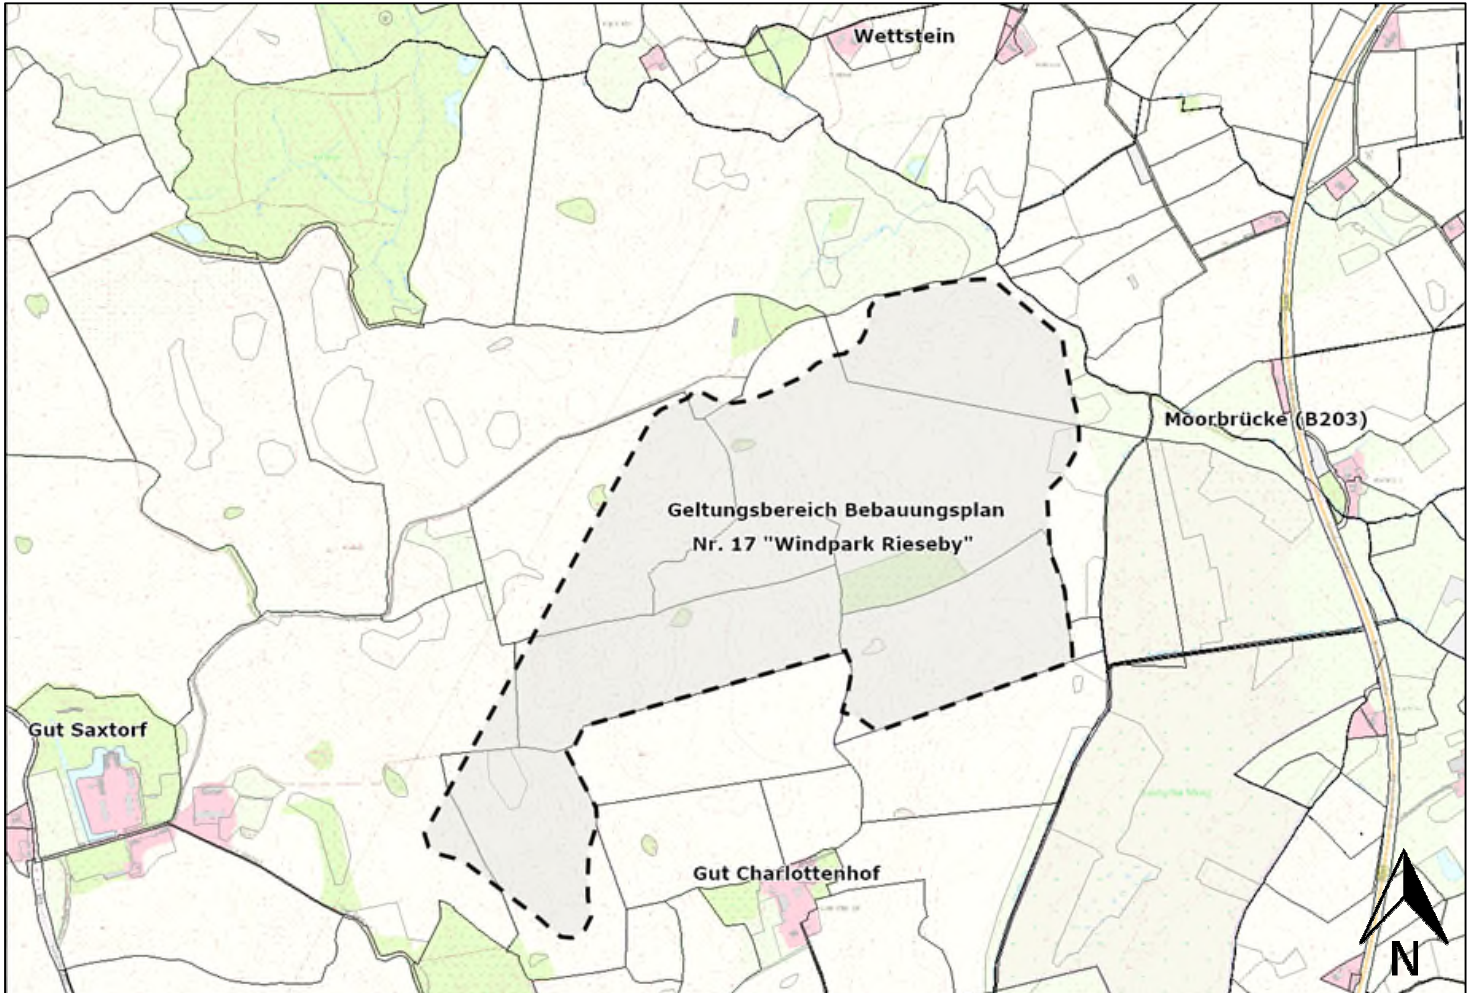 Wettstein
Moorbrücke (B203)
Geltungsbereich Bebauungsplan
Nr. 17 "Windpark Rieseby"
Gut Saxtorf
Gut Charlottenhof
N